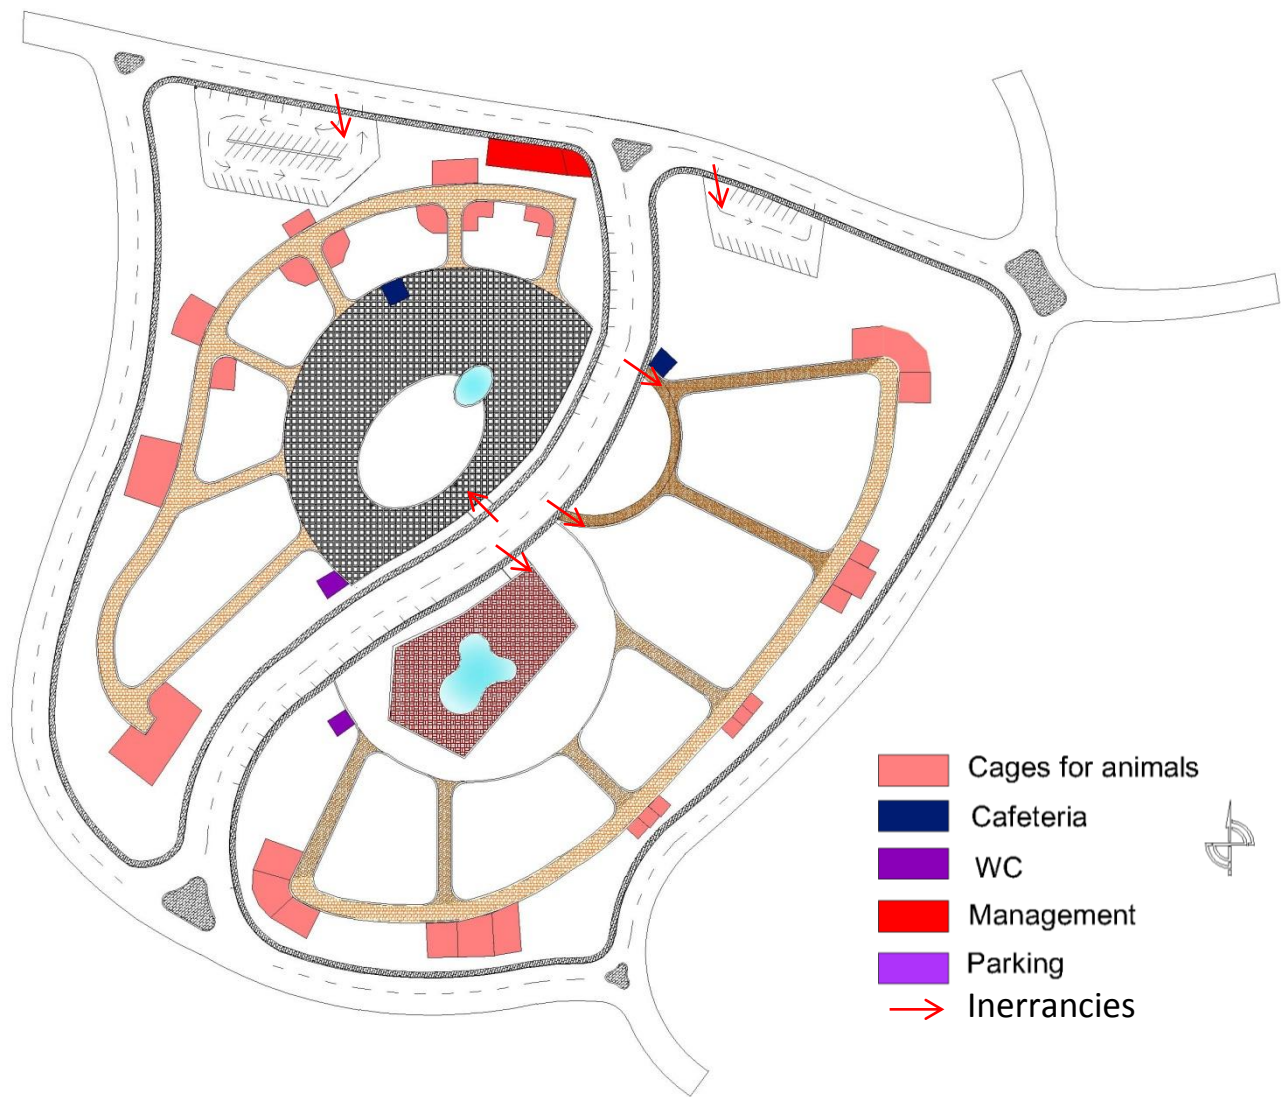 Cages for animals
Cafeteria
WC
Management
Parking
Inerrancies